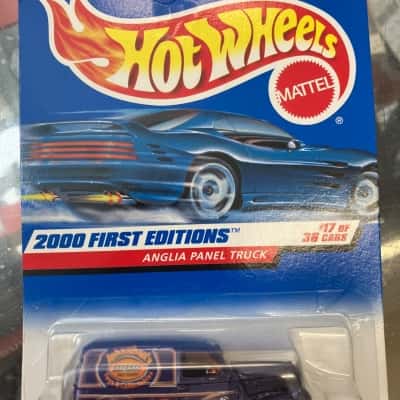 HOT WHEELS
MATTEL
®
2000 FIRST EDITIONS™
#17 OF
36 CARS
ANGLIA PANEL TRUCK